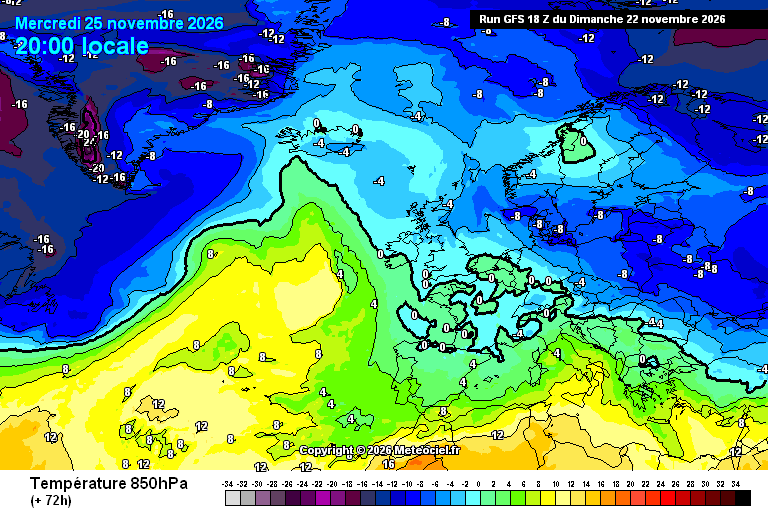 Mercredi 25 novembre 2026
20:00 locale
Run GFS 18 Z du Dimanche 22 novembre 2026
Copyright © 2026 Meteociel.fr
Température 850hPa
(+ 72h)
-34 -32 -30 -28 -26 -24 -22 -20 -18 -16 -14 -12 -10 -8 -6 -4 -2 0 2 4 6 8 10 12 14 16 18 20 22 24 26 28 30 32 34